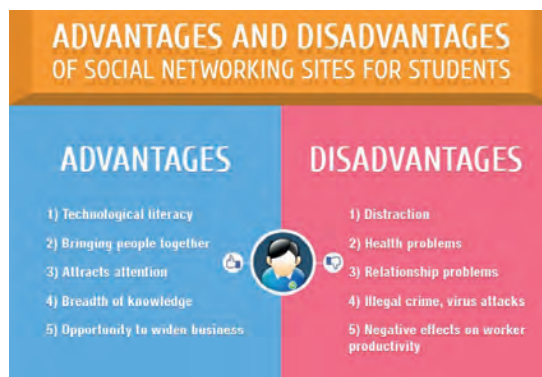 ADVANTAGES AND DISADVANTAGES
OF SOCIAL NETWORKING SITES FOR STUDENTS
ADVANTAGES
1) Technological literacy
2) Bringing people together
3) Attracts attention
4) Breadth of knowledge
5) Opportunity to widen business
DISADVANTAGES
1) Distraction
2) Health problems
3) Relationship problems
4) Illegal crime, virus attacks
5) Negative effects on worker
productivity